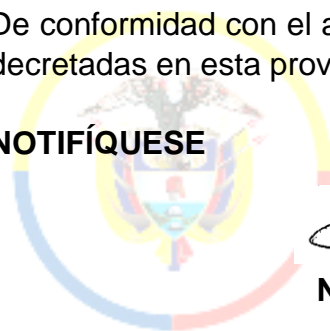 De conformidad con el a
decretadas en esta prov
NOTIFÍQUESE
N